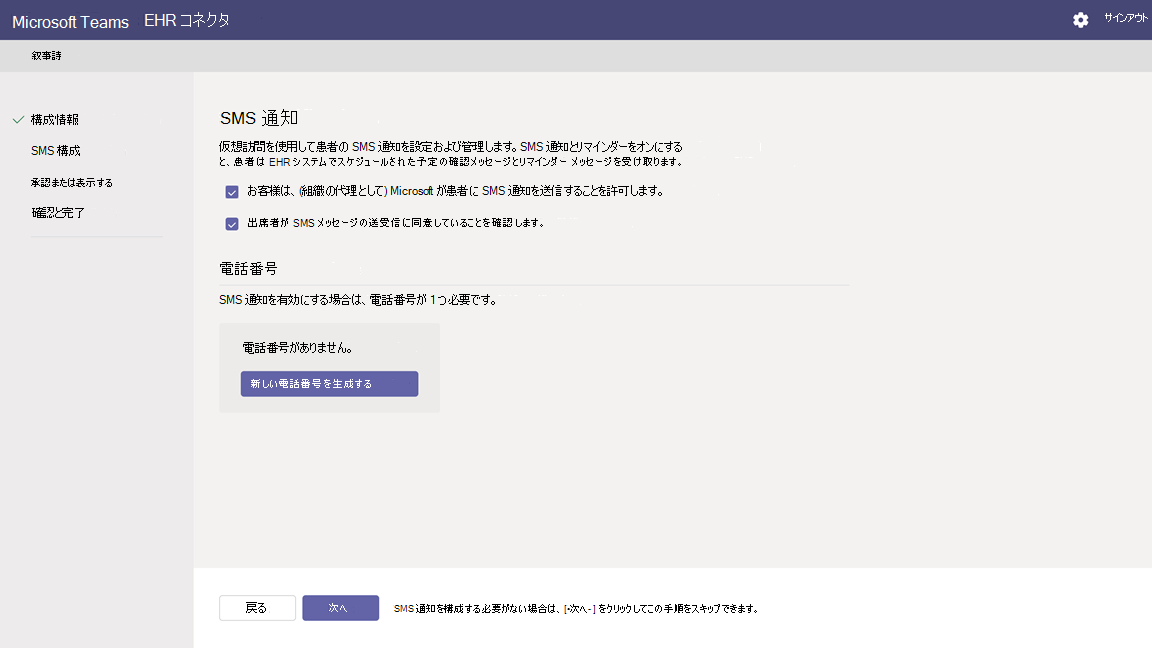 Microsoft Teams EHR コネクタ
サインアウト
叙事詩
構成情報
SMS 構成
承認または表示する
確認と完了
SMS 通知
仮想訪問を使用して患者の SMS 通知を設定および管理します。SMS 通知とリマインダーをオンにする
と、患者は EHR システムでスケジュールされた予定の確認メッセージとリマインダー メッセージを受け取ります。
お客様は、(組織の代理として) Microsoft が患者に SMS 通知を送信することを許可します。
出席者が SMS メッセージの送受信に同意していることを確認します。
電話番号
SMS 通知を有効にする場合は、電話番号が 1 つ必要です。
電話番号がありません。
新しい電話番号を生成する
戻る
次へ
SMS 通知を構成する必要がない場合は、[•次へ-] をクリックしてこの手順をスキップできます。